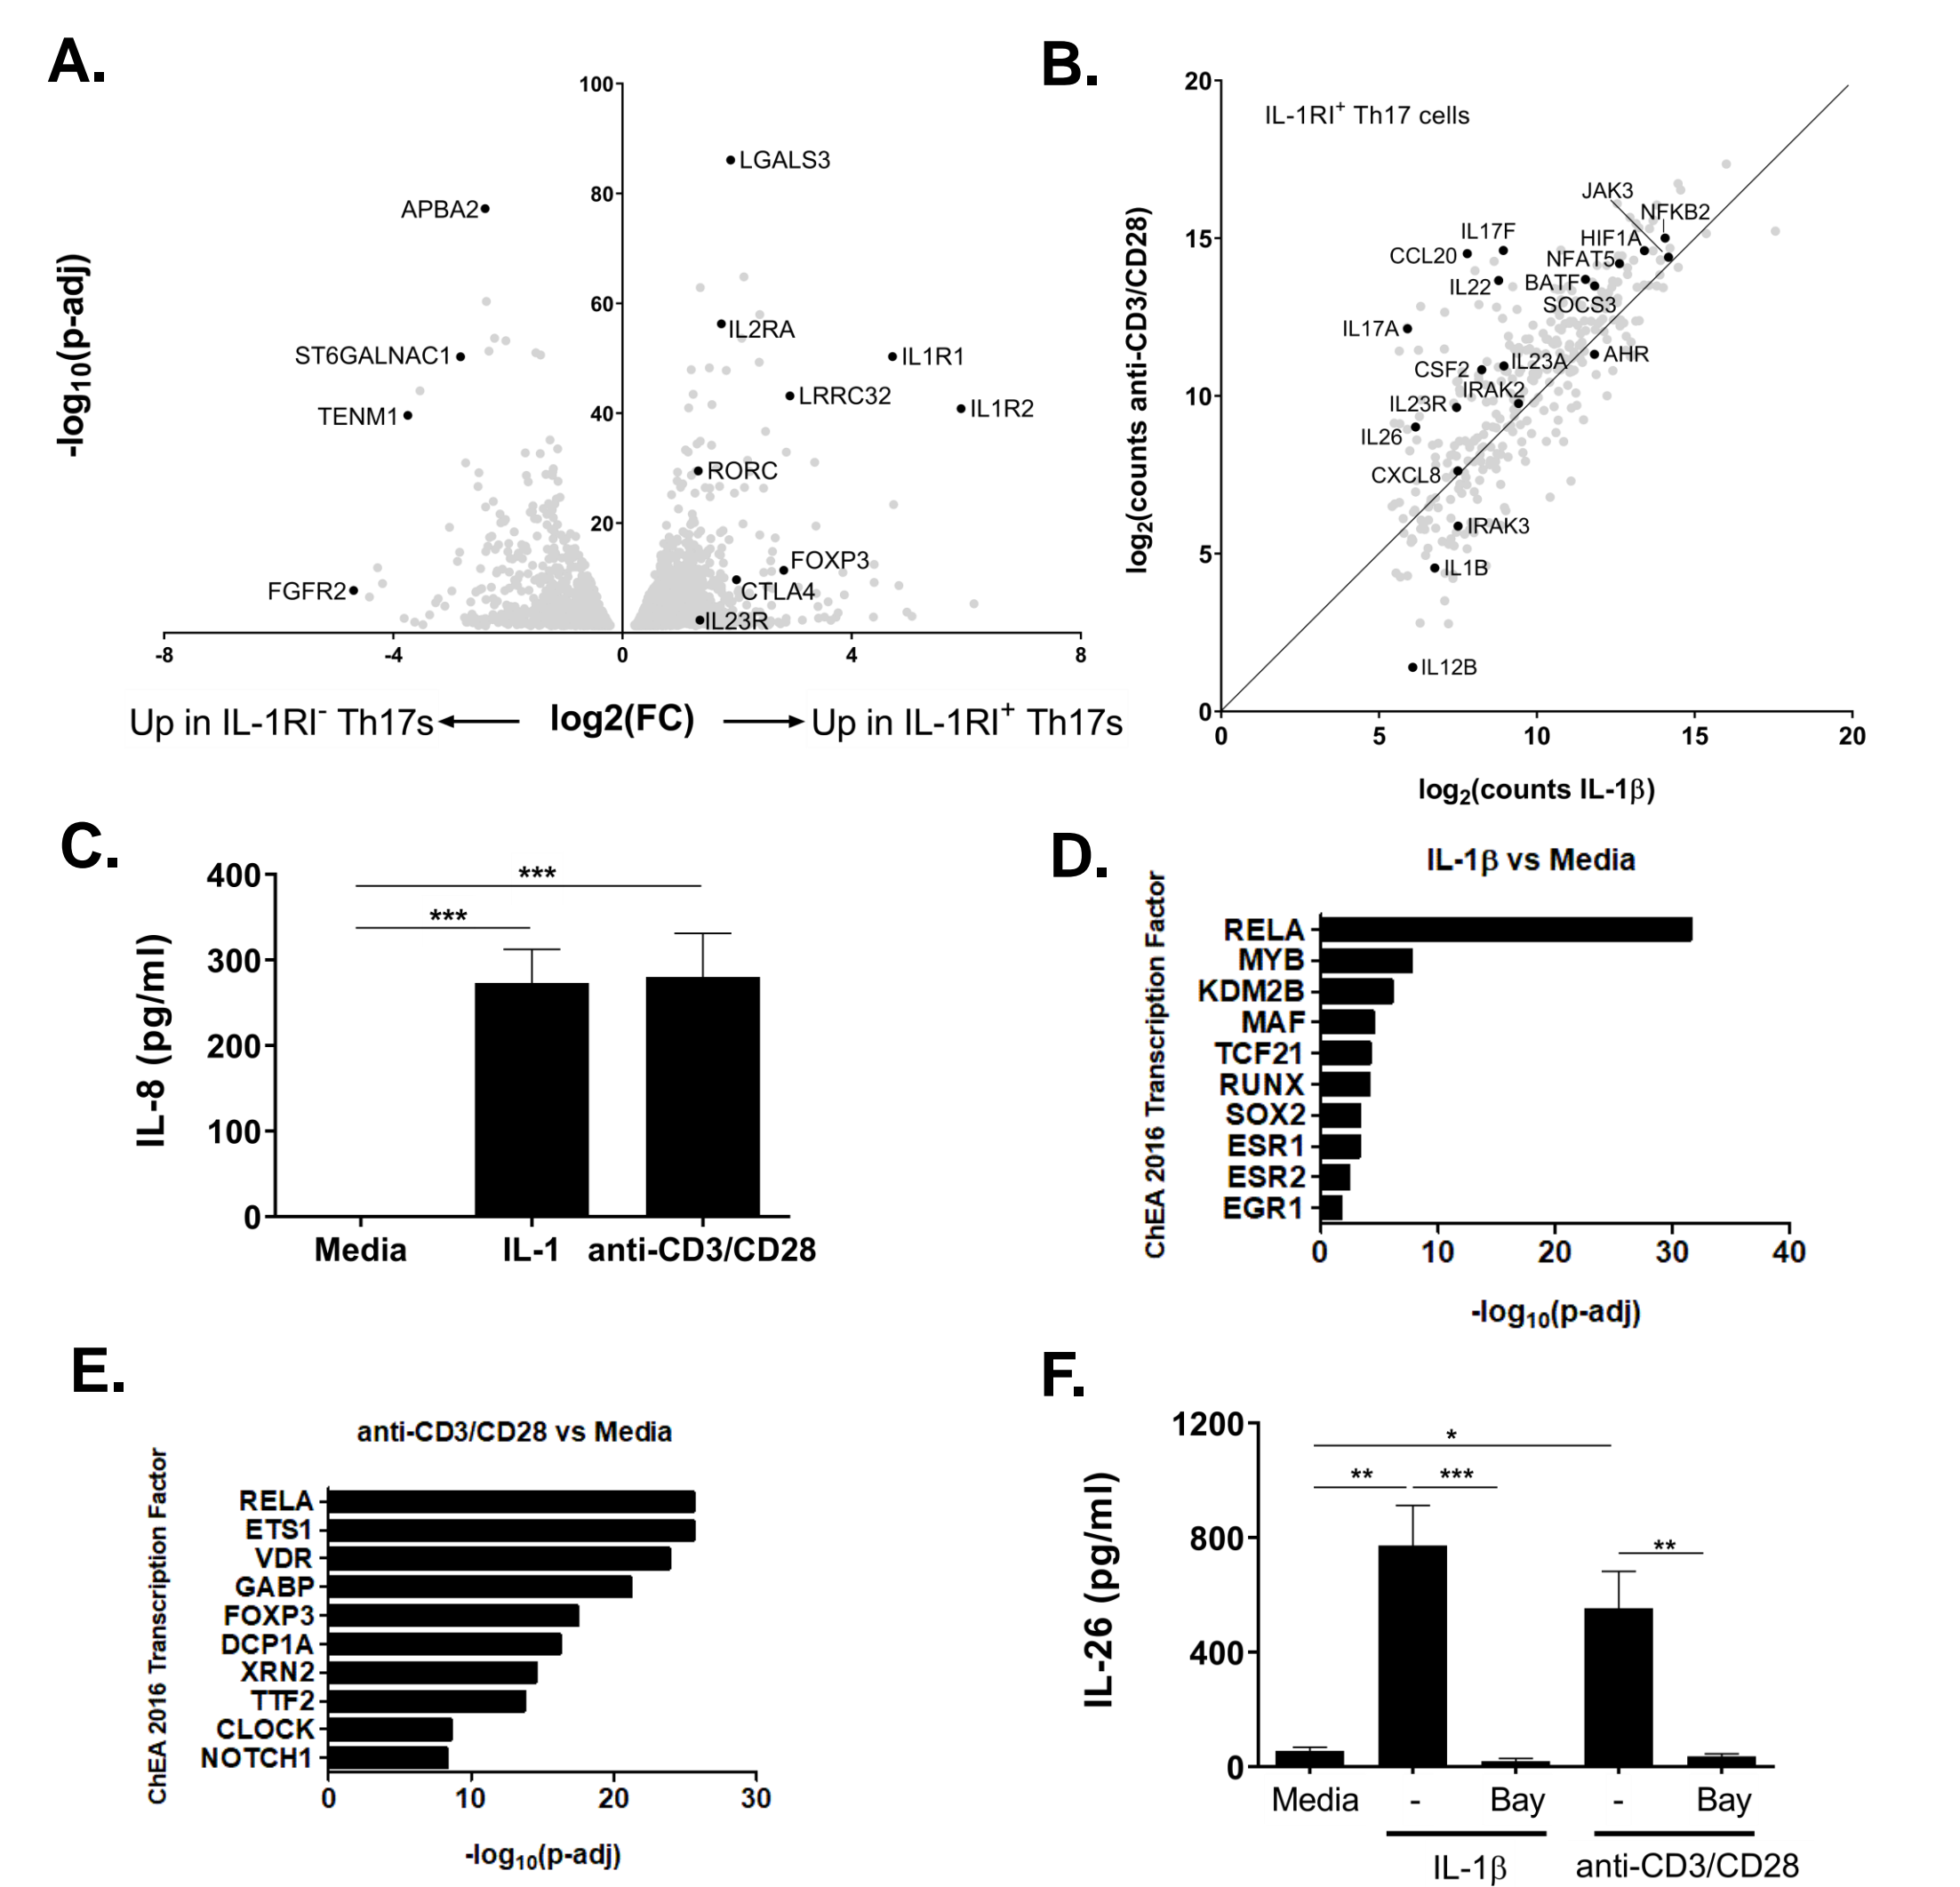 A.
100
80
60
40
20
-8
-4
0
4
8
-log10(p-adj)
LGALS3
APBA2
IL2RA
ST6GALNAC1
IL1R1
LRRC32
IL1R2
TENM1
RORC
FOXP3
CTLA4
FGFR2
IL23R
Up in IL-1RI- Th17s
log2(FC)
Up in IL-1RI+ Th17s
B.
20
15
10
5
0
0
5
10
15
20
log2(counts anti-CD3/CD28)
IL-1RI+ Th17 cells
JAK3
NFKB2
IL17F
HIF1A
CCL20
NFAT5
IL22
BATF
SOCS3
IL17A
AHR
IL23A
CSF2
IRAK2
IL23R
IL26
CXCL8
IRAK3
IL1B
IL12B
log2(counts IL-1β)
C.
400
300
200
100
0
IL-8 (pg/ml)
***
***
Media
IL-1
anti-CD3/CD28
D.
IL-1β vs Media
ChEA 2016 Transcription Factor
RELA
MYB
KDM2B
MAF
TCF21
RUNX
SOX2
ESR1
ESR2
EGR1
0
10
20
30
40
-log10(p-adj)
E.
anti-CD3/CD28 vs Media
ChEA 2016 Transcription Factor
RELA
ETS1
VDR
GABP
FOXP3
DCP1A
XRN2
TTF2
CLOCK
NOTCH1
0
10
20
30
-log10(p-adj)
F.
1200
800
400
0
IL-26 (pg/ml)
*
**
***
**
Media
-
Bay
-
Bay
IL-1β
anti-CD3/CD28